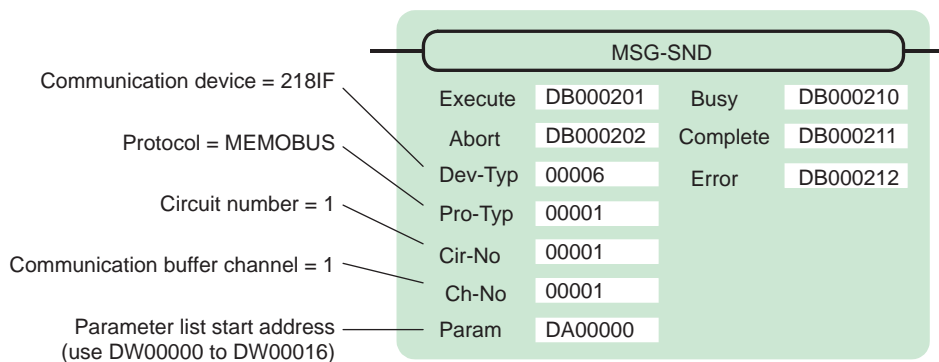 MSG-SND
Communication device = 218IF
Execute DB000201 Busy DB000210
Protocol = MEMOBUS
Abort DB000202 Complete DB000211
Dev-Typ 00006 Error DB000212
Circuit number = 1
Pro-Typ 00001
Communication buffer channel = 1
Cir-No 00001
Ch-No 00001
Parameter list start address
(use DW00000 to DW00016)
Param DA00000